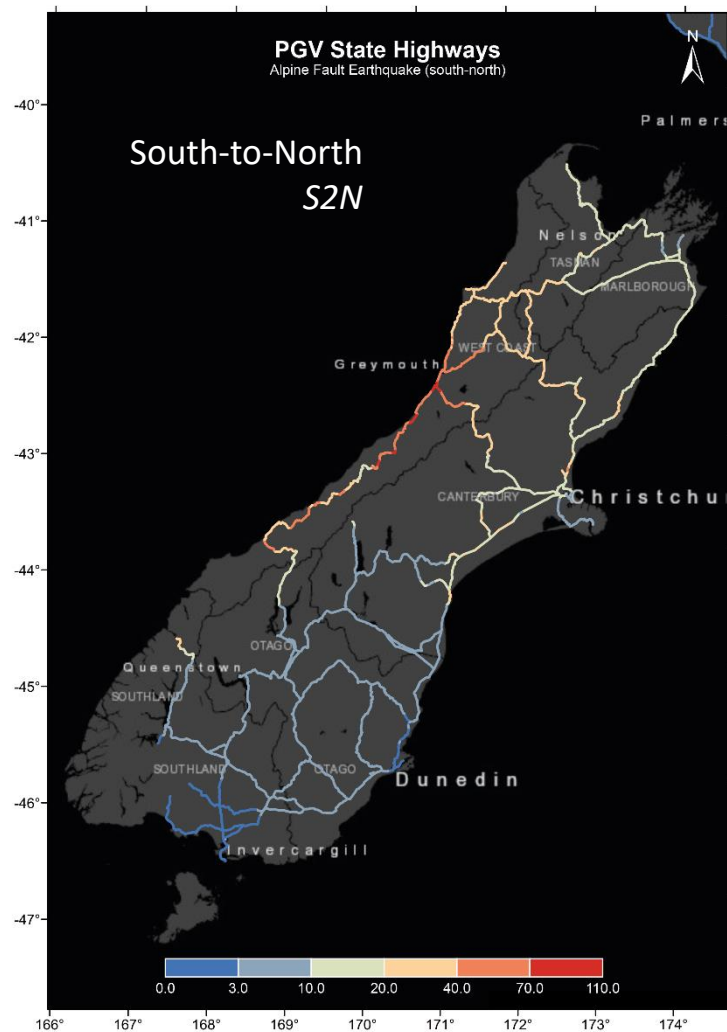 PGV State Highways
Alpine Fault Earthquake (south-north)
N
-40°
Palmers
South-to-North
S2N
-41°
Nelson
TASMAN
MARLBOROUGH
-42°
WEST COAST
Greymouth
-43°
CANTERBURY
Christchur
-44°
OTAGO
Queenstown
-45°
SOUTHLAND
SOUTHLAND
OTAGO
Dunedin
-46°
Invercargill
-47°
0.0 3.0 10.0 20.0 40.0 70.0 110.0
166° 167° 168° 169° 170° 171° 172° 173° 174°